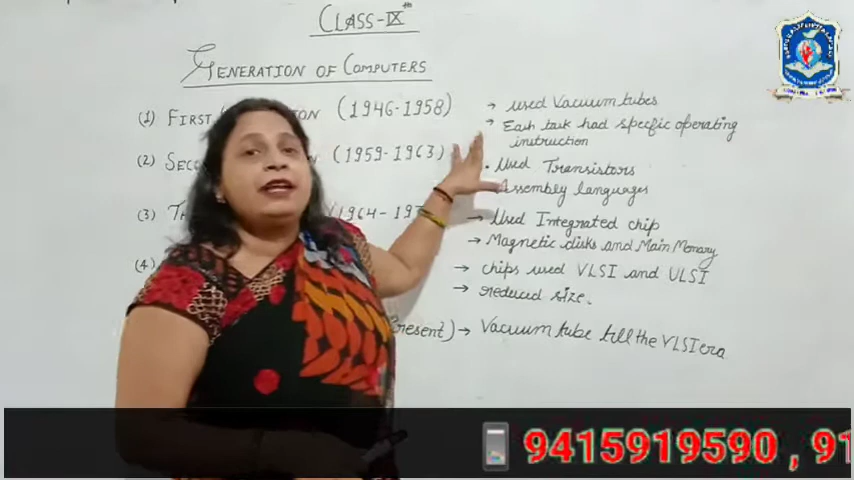 CLASS-IXth
GENERATION OF COMPUTERS
(1) FIRST (1946-1958) → used Vacuum tubes
→ Each task had specific operating
instruction
(2) (1959-1963) Used Transistors
Assembly languages
(3) (1964- → Used Integrated chip
→ Magnetic disks and Main Memory
(4) → chips used VLSI and ULSI
→ reduced size.
Present) → Vacuum tube till the VLSI era
9415919590 , 91